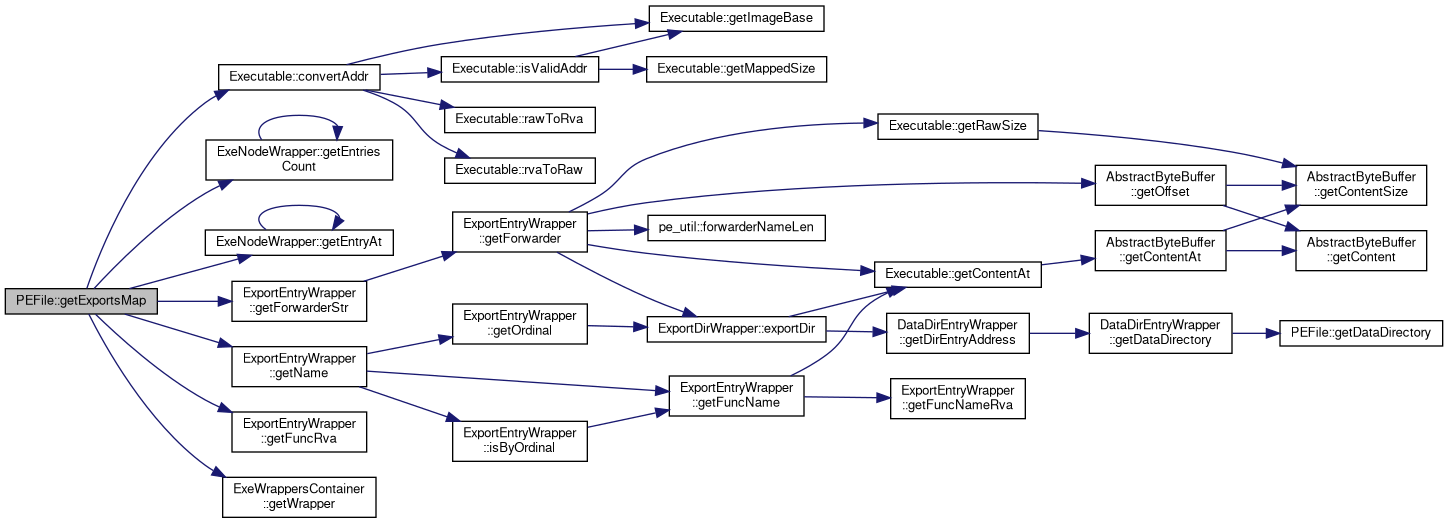 Executable::getImageBase
Executable::convertAddr
Executable::isValidAddr
Executable::getMappedSize
Executable::rawToRva
Executable::getRawSize
ExeNodeWrapper::getEntries
Count
Executable::rvaToRaw
AbstractByteBuffer
::getOffset
AbstractByteBuffer
::getContentSize
ExeNodeWrapper::getEntryAt
ExportEntryWrapper
::getForwarder
pe_util::forwarderNameLen
AbstractByteBuffer
::getContentAt
AbstractByteBuffer
::getContent
Executable::getContentAt
PEFile::getExportsMap
ExportEntryWrapper
::getForwarderStr
ExportEntryWrapper
::getOrdinal
ExportDirWrapper::exportDir
DataDirEntryWrapper
::getDirEntryAddress
DataDirEntryWrapper
::getDataDirectory
PEFile::getDataDirectory
ExportEntryWrapper
::getName
ExportEntryWrapper
::getFuncName
ExportEntryWrapper
::getFuncNameRva
ExportEntryWrapper
::getFuncRva
ExportEntryWrapper
::isByOrdinal
ExeWrappersContainer
::getWrapper